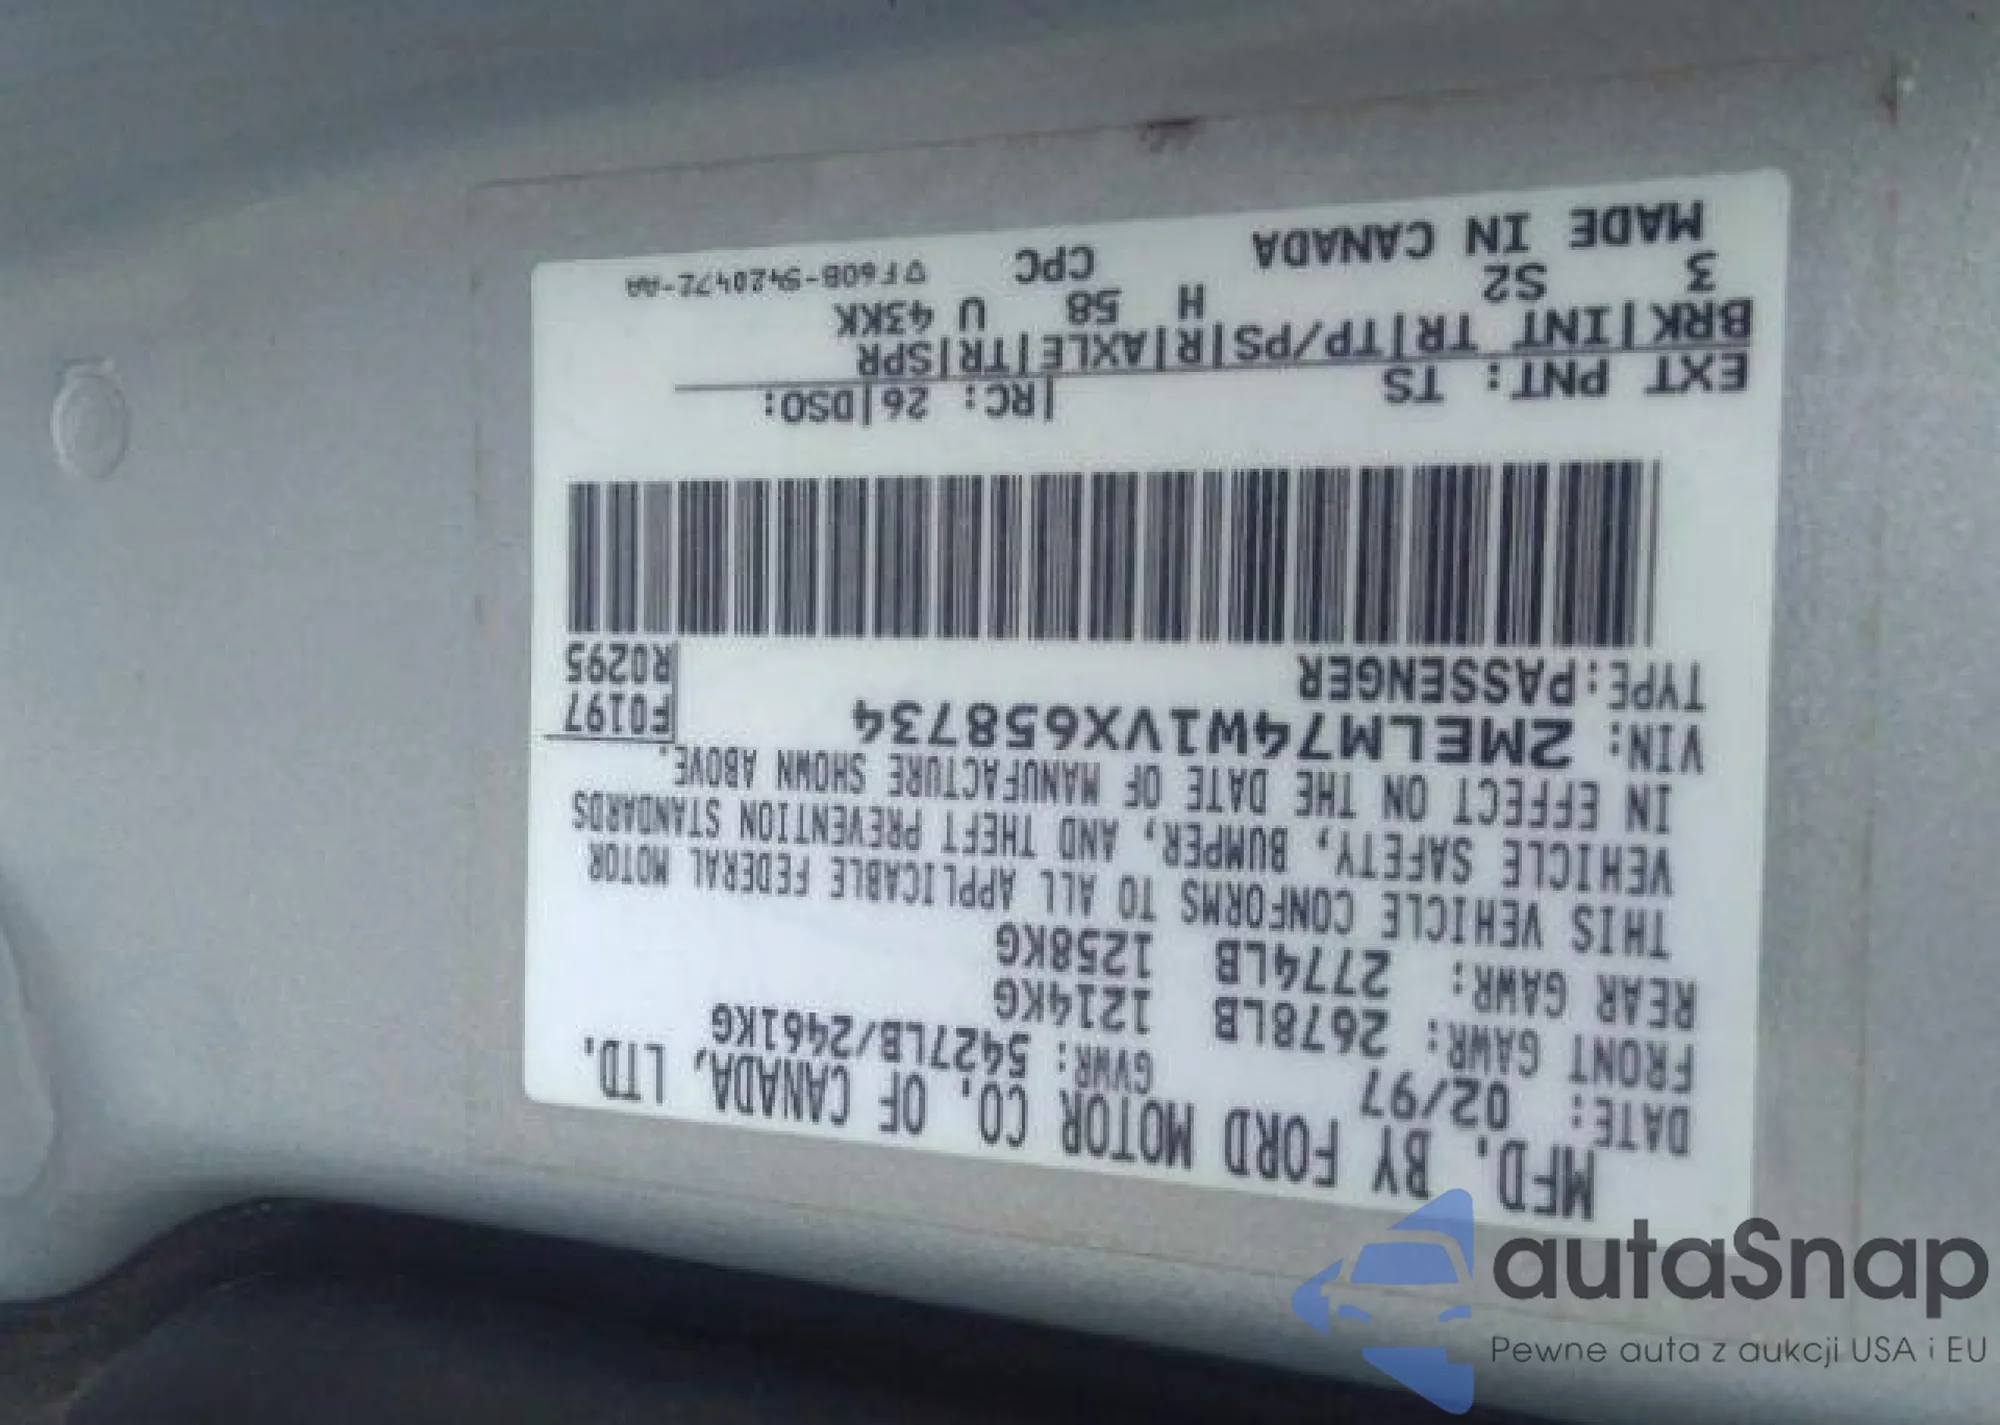 MFD. BY FORD MOTOR CO. OF CANADA, LTD.
DATE: 02/97 GVWR: 5427LB/2461KG
FRONT GAWR: 2678LB 1214KG
REAR GAWR: 2774LB 1258KG
THIS VEHICLE CONFORMS TO ALL APPLICABLE FEDERAL MOTOR
VEHICLE SAFETY, BUMPER, AND THEFT PREVENTION STANDARDS
IN EFFECT ON THE DATE OF MANUFACTURE SHOWN ABOVE.
VIN: 2MELM74W1VX658734 F0197
TYPE:PASSENGER R0295
EXT PNT: TS |RC: 26|DSO:
BRK|INT TR|TP/PS|R|AXLE|TR|SPR
3 S2 H 58 U 43KK
MADE IN CANADA CPC ▽F60B-5420472-AA
autaSnap
Pewne auta z aukcji USA i EU